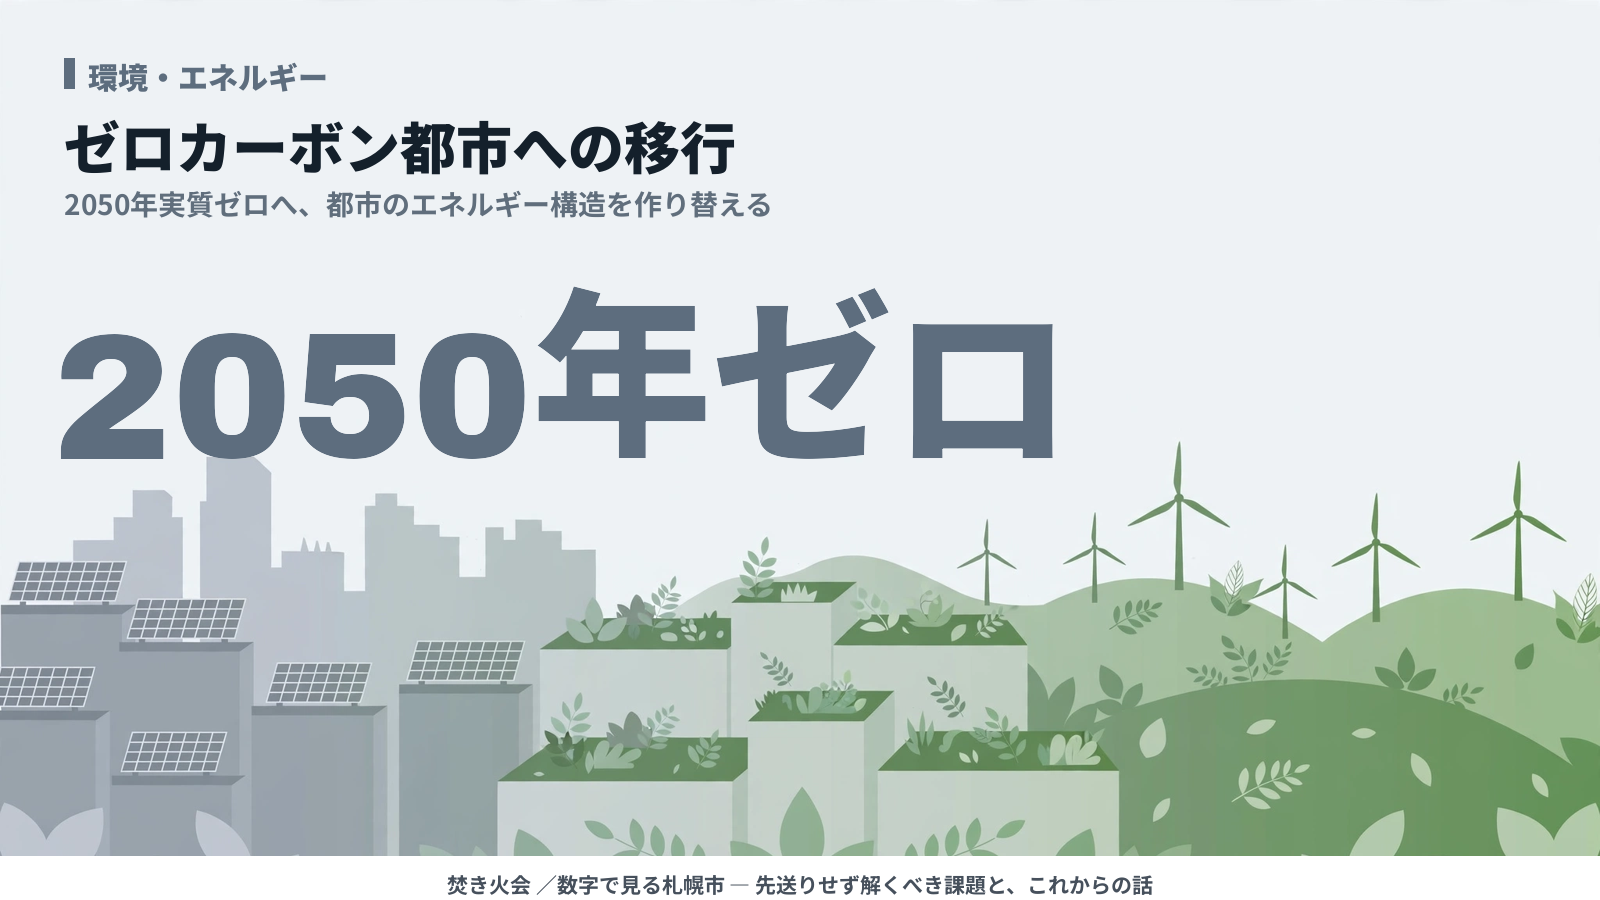 環境・エネルギー
ゼロカーボン都市への移行
2050年実質ゼロへ、都市のエネルギー構造を作り替える
2050年ゼロ
焚き火会 ／数字で見る札幌市 — 先送りせず解くべき課題と、これからの話